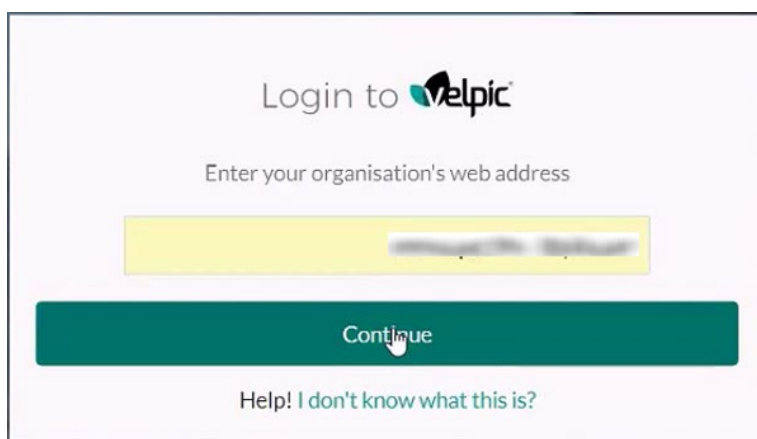 Login to velpic
Enter your organisation's web address
Continue
Help! I don't know what this is?